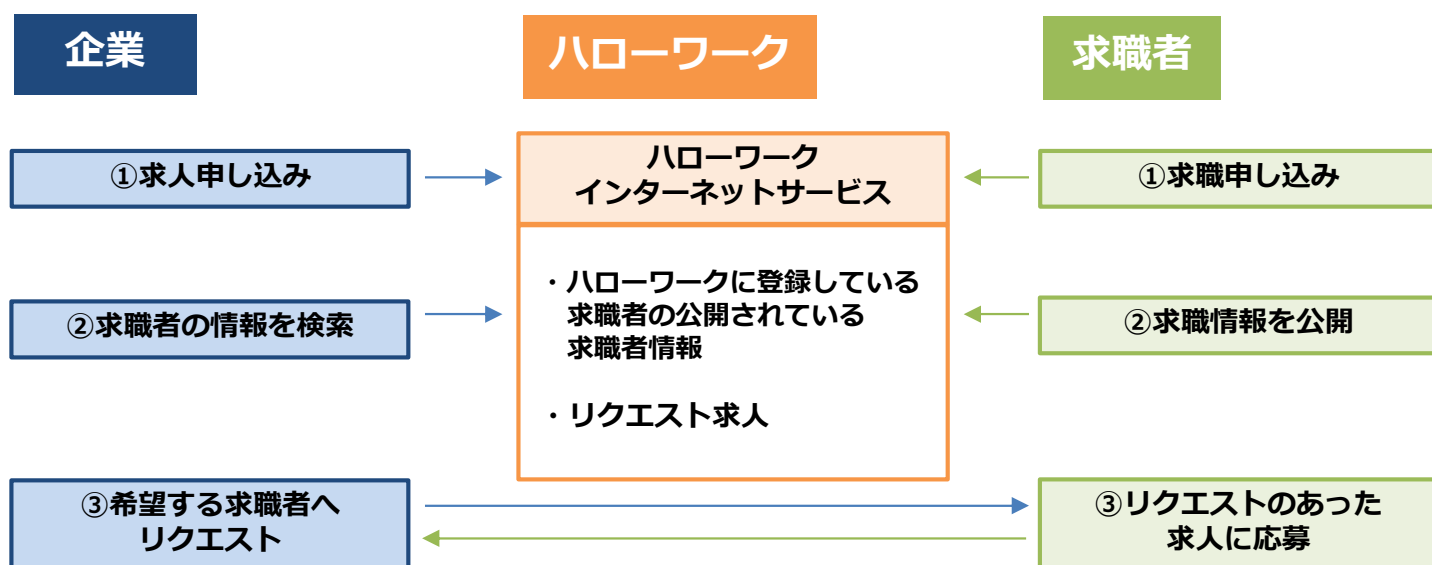 企業
ハローワーク
求職者
①求人申し込み
ハローワーク
インターネットサービス
①求職申し込み
②求職者の情報を検索
・ハローワークに登録している
求職者の公開されている
求職者情報
・リクエスト求人
②求職情報を公開
③希望する求職者へ
リクエスト
③リクエストのあった
求人に応募